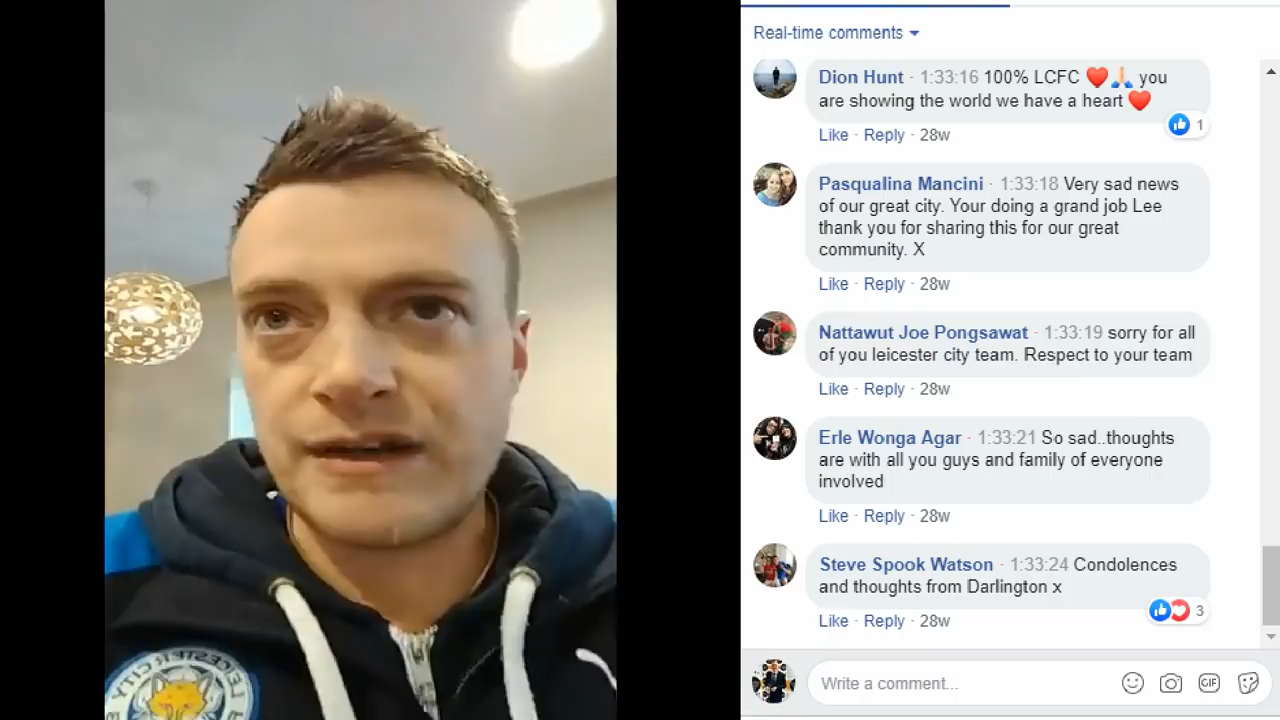 Real-time comments
Dion Hunt · 1:33:16 100% LCFC ❤️🙏🏻 you
are showing the world we have a heart ❤️
1
Like · Reply · 28w
Pasqualina Mancini · 1:33:18 Very sad news
of our great city. Your doing a grand job Lee
thank you for sharing this for our great
community. X
Like · Reply · 28w
Nattawut Joe Pongsawat · 1:33:19 sorry for all
of you leicester city team. Respect to your team
Like · Reply · 28w
Erle Wonga Agar · 1:33:21 So sad..thoughts
are with all you guys and family of everyone
involved
Like · Reply · 28w
Steve Spook Watson · 1:33:24 Condolences
and thoughts from Darlington x
3
Like · Reply · 28w
Write a comment...
GIF
LEICESTER CITY